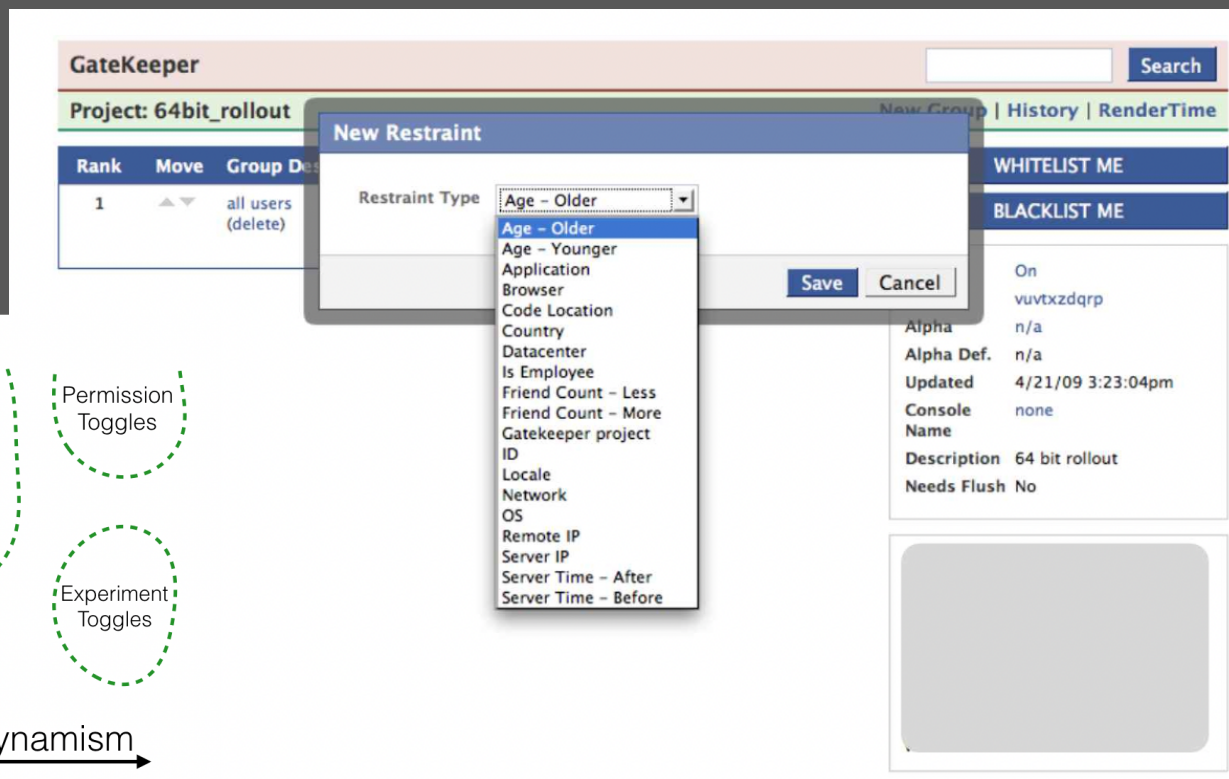 GateKeeper
Search
Project: 64bit_rollout
New Group | History | RenderTime
New Restraint
Rank Move Group Des
WHITELIST ME
1
all users
(delete)
Restraint Type
Age – Older
BLACKLIST ME
Age – Older
Age – Younger
Application
Browser
Code Location
Country
Datacenter
Is Employee
Friend Count – Less
Friend Count – More
Gatekeeper project
ID
Locale
Network
OS
Remote IP
Server IP
Server Time – After
Server Time – Before
Save Cancel
On
vuvtxzdqrp
Alpha n/a
Alpha Def. n/a
Updated 4/21/09 3:23:04pm
Console none
Name
Description 64 bit rollout
Needs Flush No
Permission
Toggles
Experiment
Toggles
ynamism